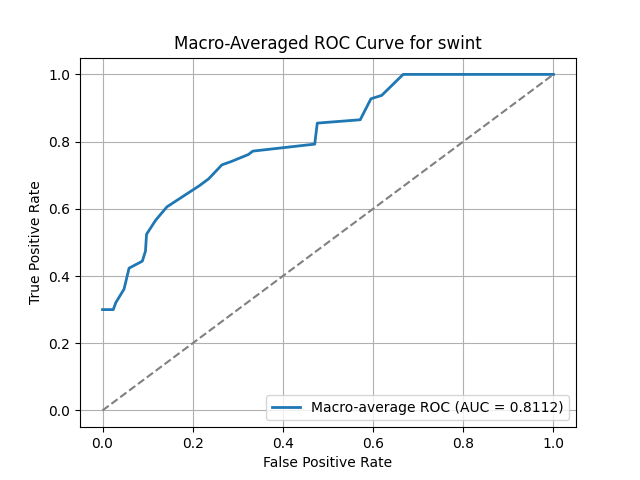 Macro-Averaged ROC Curve for swint
True Positive Rate
1.0
0.8
0.6
0.4
0.2
0.0
0.0 0.2 0.4 0.6 0.8 1.0
False Positive Rate
Macro-average ROC (AUC = 0.8112)